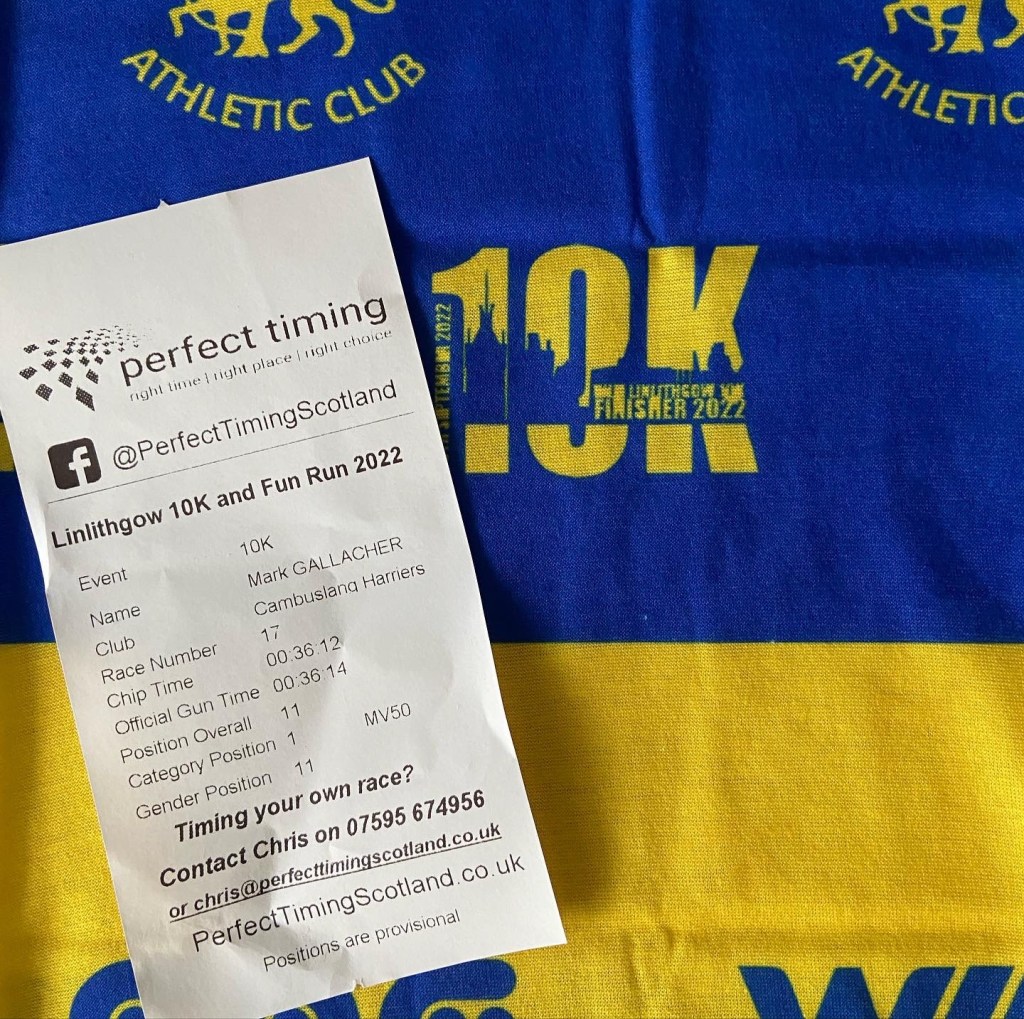 ATHLETIC CLUB
ATHLETIC
10K
SEPTEMBER 2022
LINLITHGOW
FINISHER 2022
perfect timing
right time | right place | right choice
@PerfectTimingScotland
Linlithgow 10K and Fun Run 2022
Event 10K
Name Mark GALLACHER
Club Cambuslang Harriers
Race Number 17
Chip Time 00:36:12
Official Gun Time 00:36:14
Position Overall 11
Category Position 1 MV50
Gender Position 11
Timing your own race?
Contact Chris on 07595 674956
or chris@perfecttimingscotland.co.uk
PerfectTimingScotland.co.uk
Positions are provisional